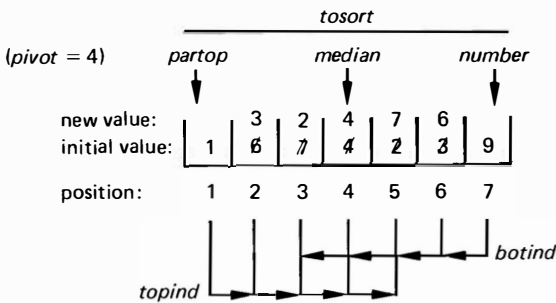 tosort
(pivot = 4) partop median number
new value: 3 2 4 7 6
initial value: 1 6 7 4 2 3 9
position: 1 2 3 4 5 6 7
botind
topind